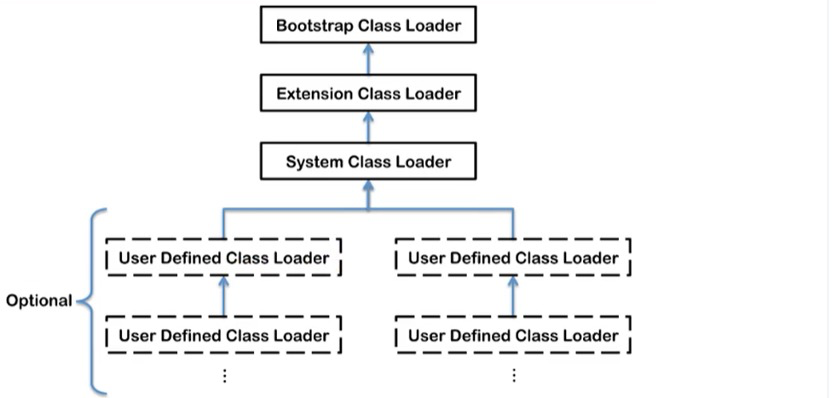 Bootstrap Class Loader
Extension Class Loader
System Class Loader
User Defined Class Loader
User Defined Class Loader
Optional
User Defined Class Loader
User Defined Class Loader
⋮
⋮